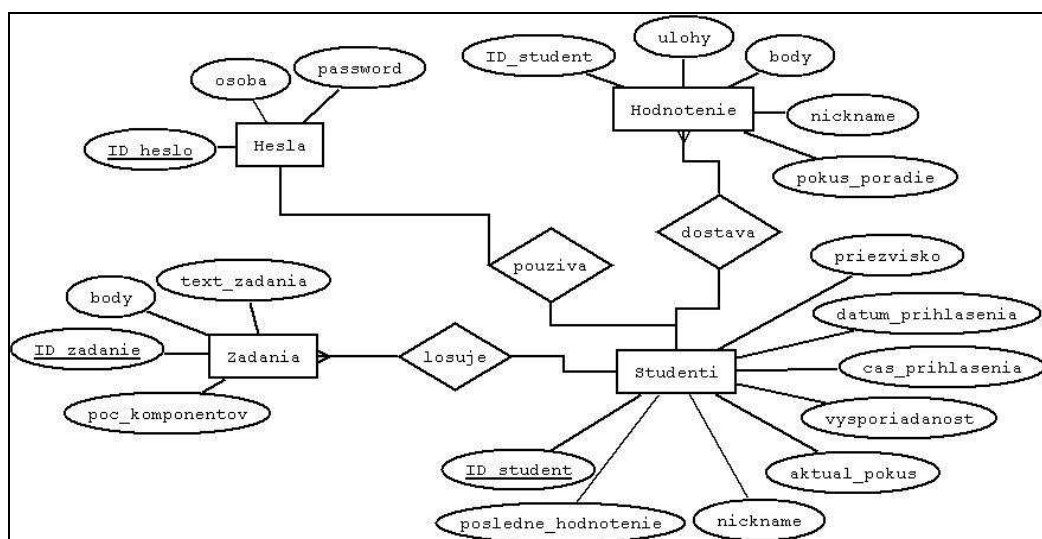 ulohy
ID_student
body
osoba
password
Hodnotenie
nickname
Hesla
ID_heslo
pokus_poradie
dostava
priezvisko
pouziva
text_zadania
body
datum_prihlasenia
ID_zadanie
Zadania
losuje
Studenti
cas_prihlasenia
poc_komponentov
vysporiadanost
ID_student
aktual_pokus
posledne_hodnotenie
nickname